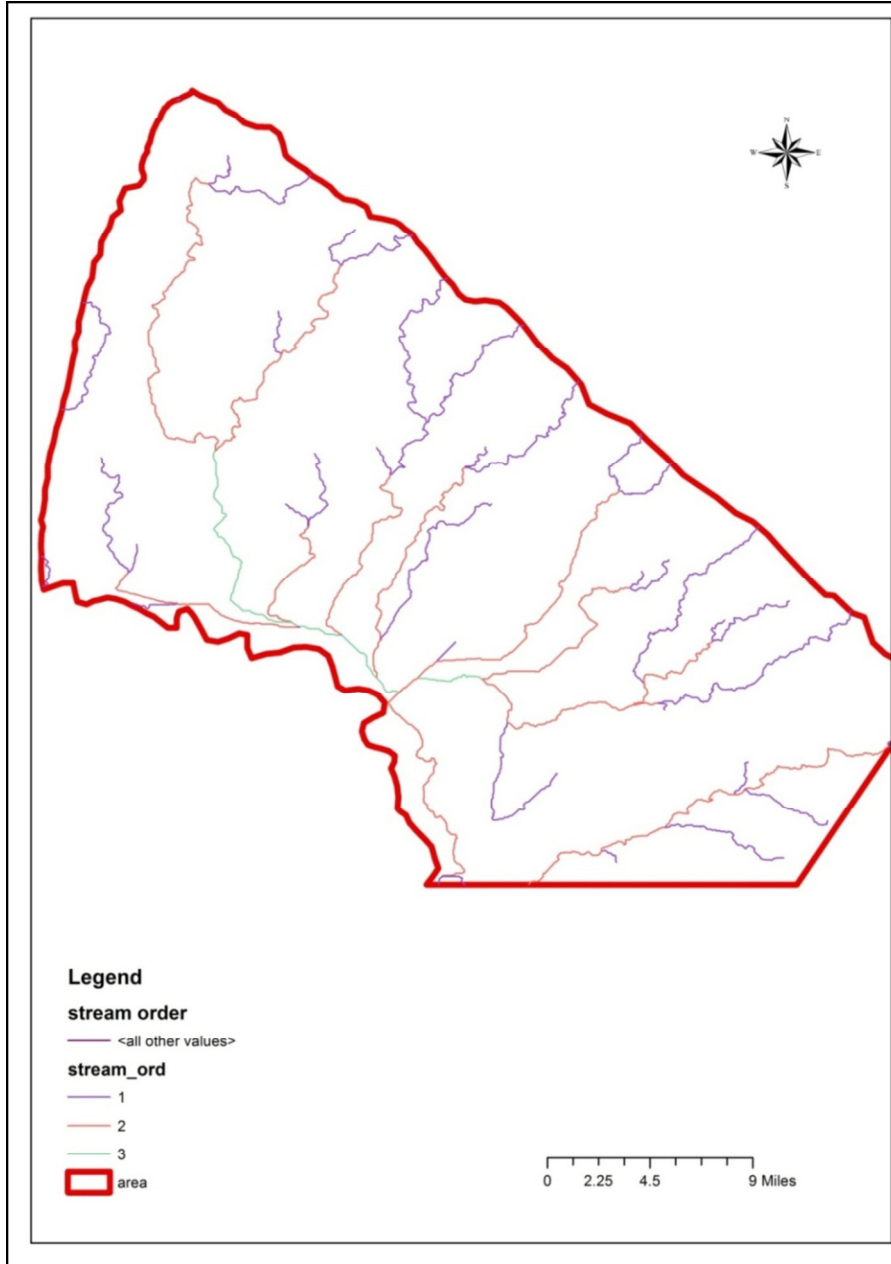 N
W E
S
Legend
stream order
<all other values>
stream_ord
1
2
3
area
0 2.25 4.5 9 Miles